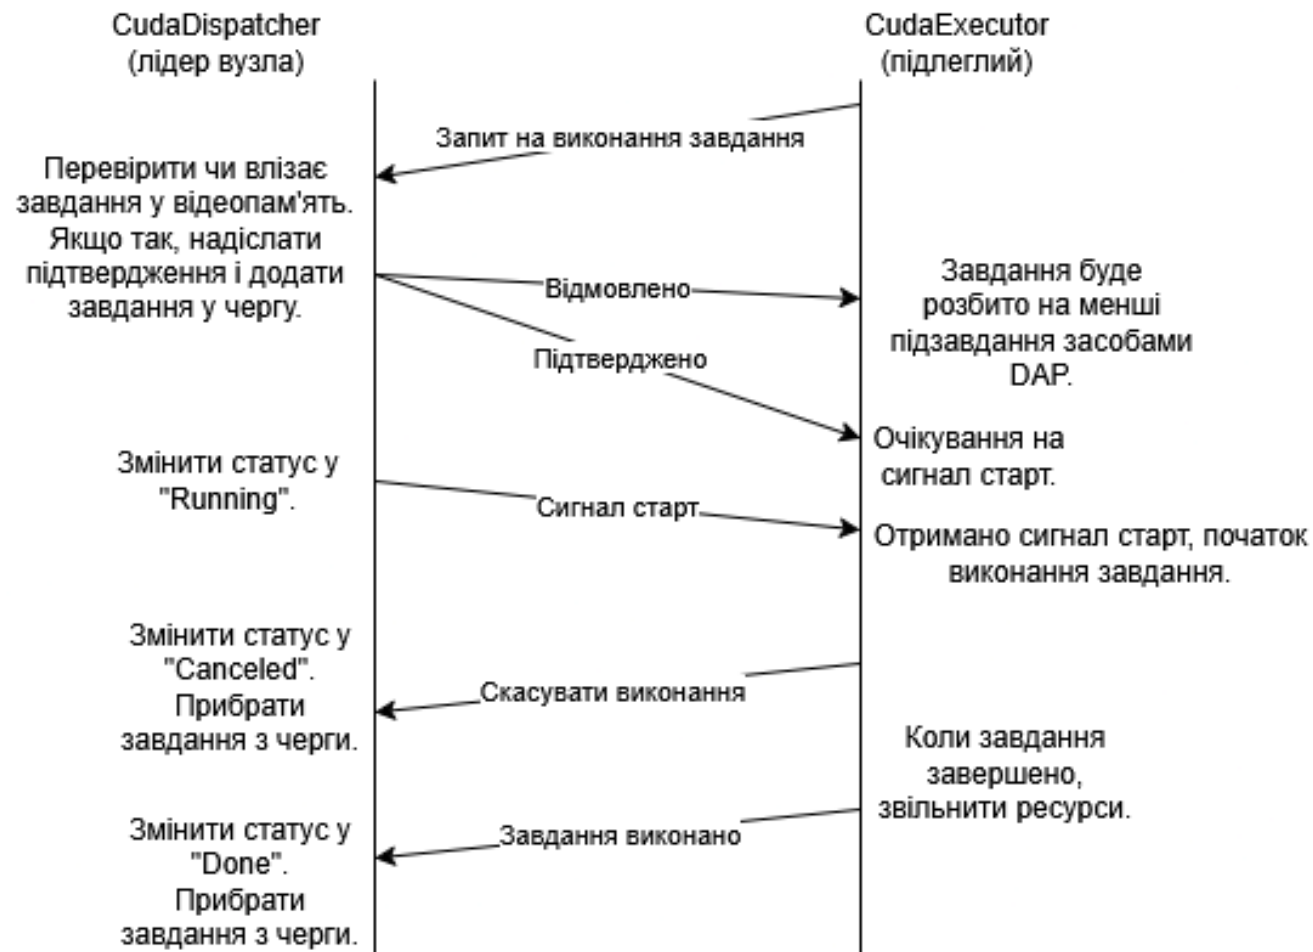 CudaDispatcher
(лідер вузла)
CudaExecutor
(підлеглий)
Запит на виконання завдання
Перевірити чи влізає
завдання у відеопам'ять.
Якщо так, надіслати
підтвердження і додати
завдання у чергу.
Відмовлено
Завдання буде
розбито на менші
підзавдання засобами
DAP.
Підтверджено
Очікування на
сигнал старт.
Змінити статус у
"Running".
Сигнал старт
Отримано сигнал старт, початок
виконання завдання.
Змінити статус у
"Canceled".
Прибрати
завдання з черги.
Скасувати виконання
Коли завдання
завершено,
звільнити ресурси.
Завдання виконано
Змінити статус у
"Done".
Прибрати
завдання з черги.